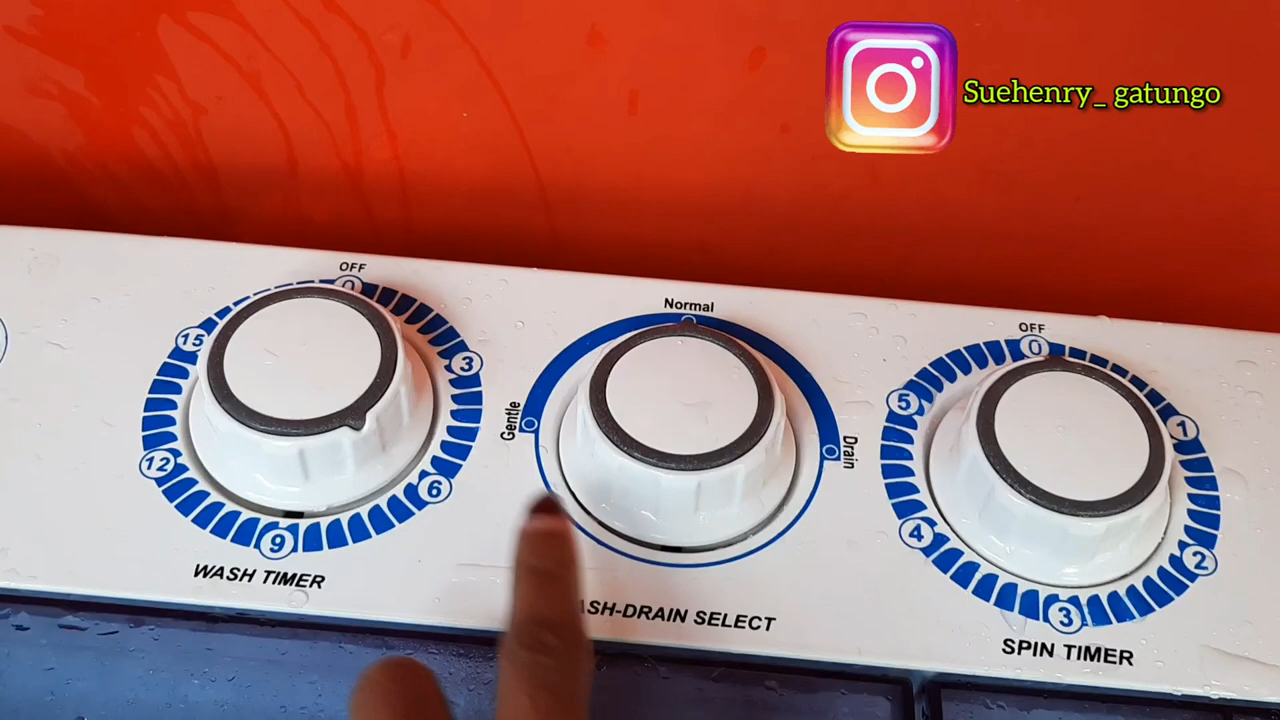 Suehenry_ gatungo
OFF
0
3
6
9
12
15
WASH TIMER
Normal
Gentle
Drain
SH-DRAIN SELECT
OFF
0
1
2
3
4
5
SPIN TIMER